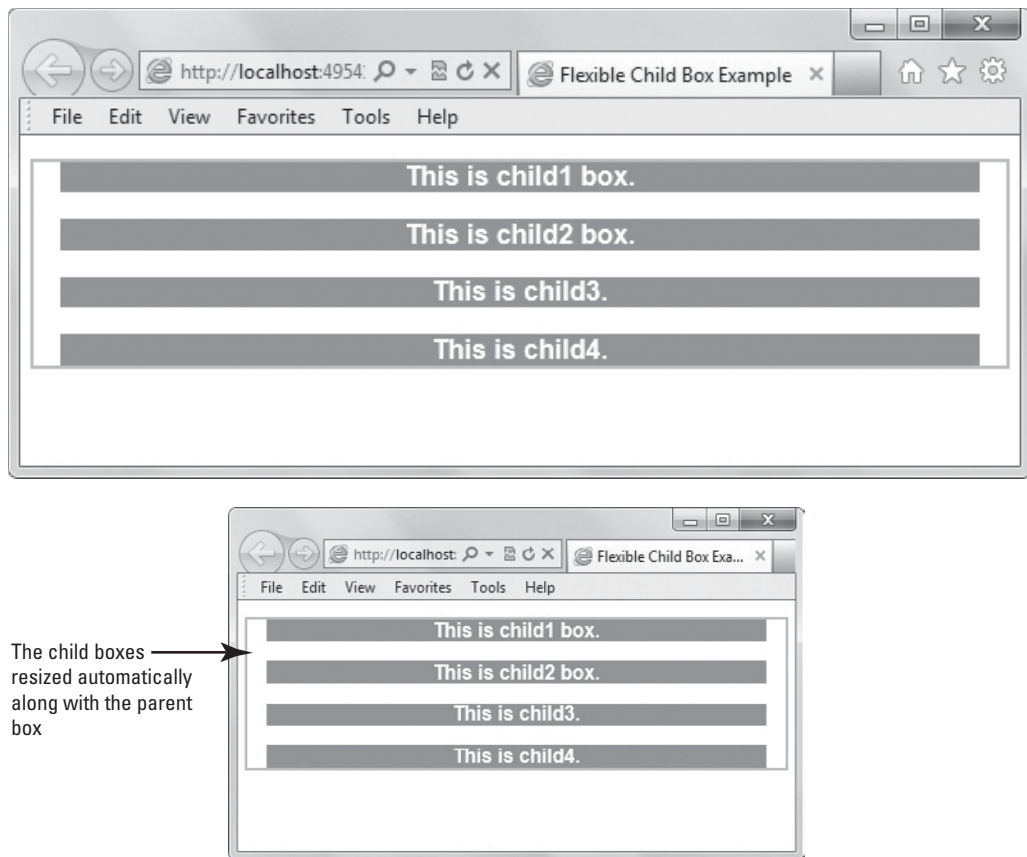 http://localhost:4954:
Flexible Child Box Example
File Edit View Favorites Tools Help
This is child1 box.
This is child2 box.
This is child3.
This is child4.
http://localhost:
Flexible Child Box Exa...
File Edit View Favorites Tools Help
This is child1 box.
This is child2 box.
This is child3.
This is child4.
The child boxes
resized automatically
along with the parent
box